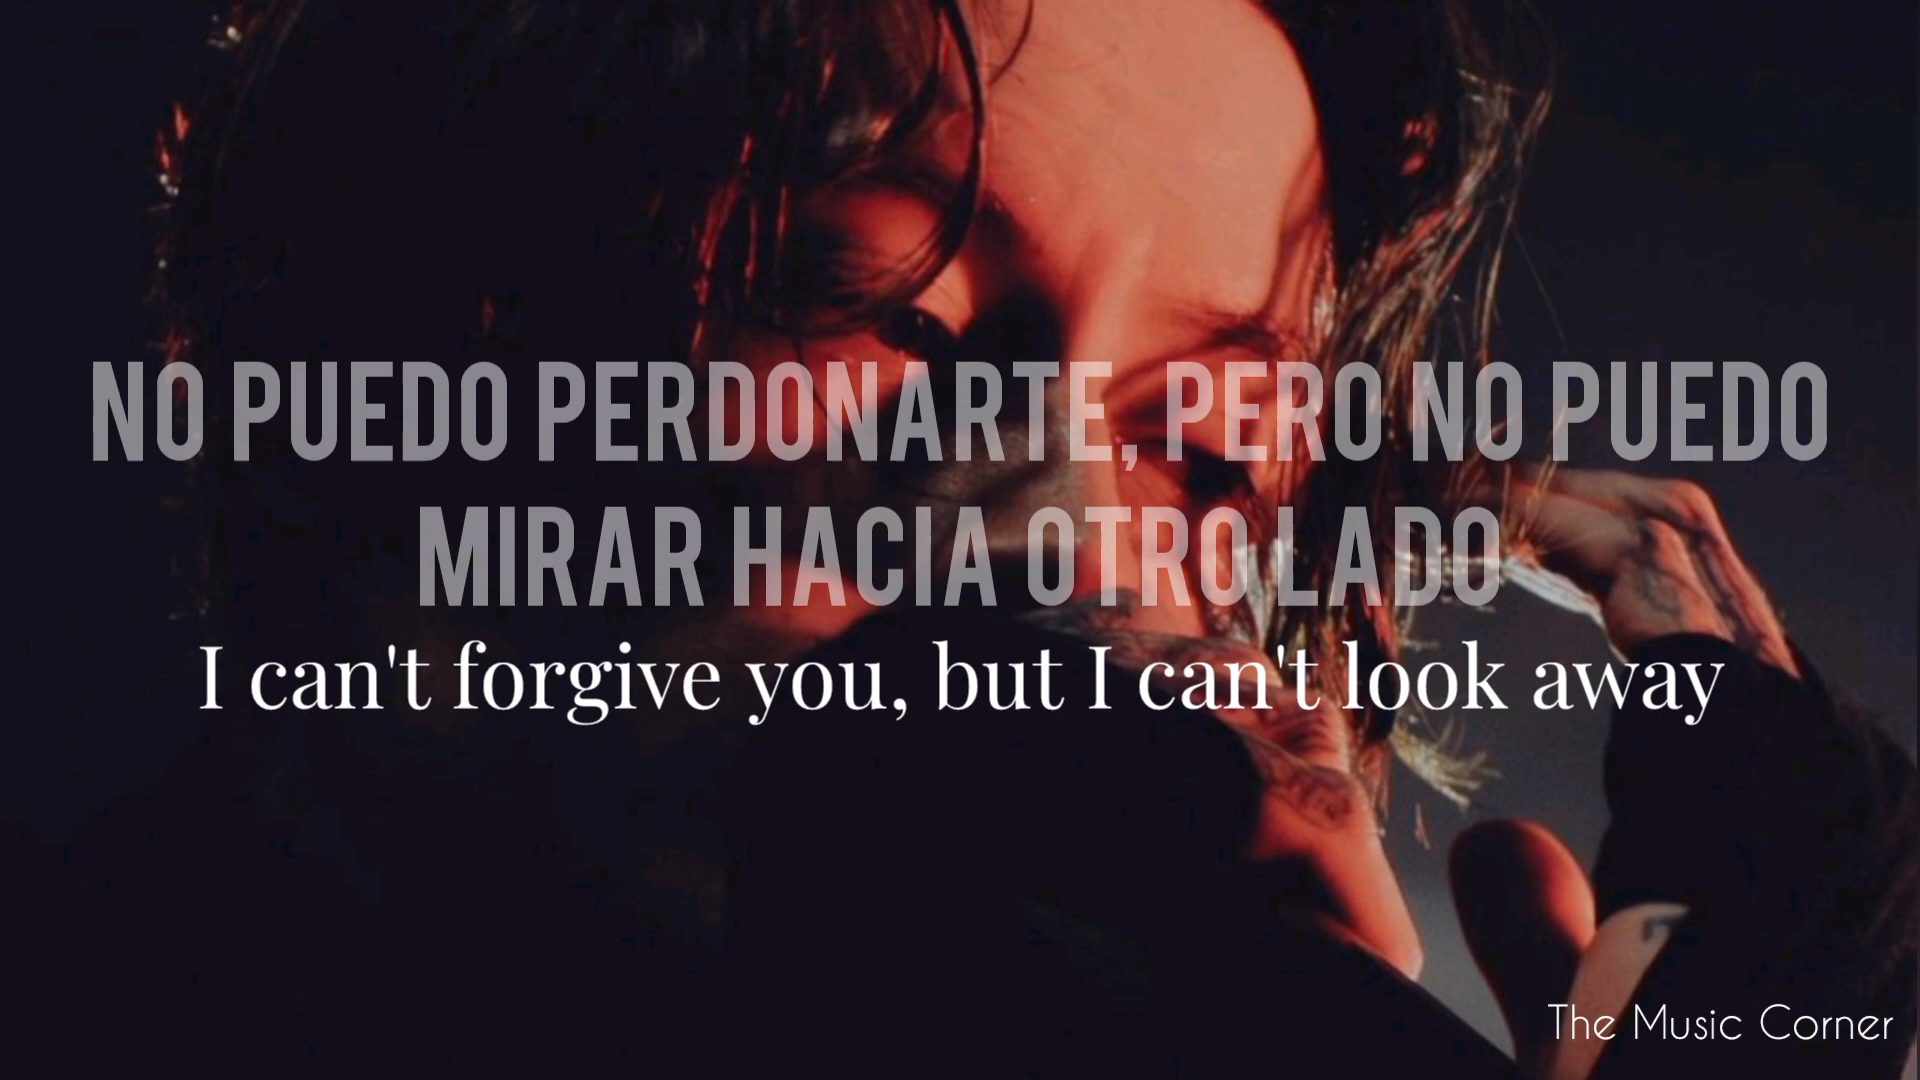 NO PUEDO PERDONARTE, PERO NO PUEDO
MIRAR HACIA OTRO LADO
I can't forgive you, but I can't look away
The Music Corner